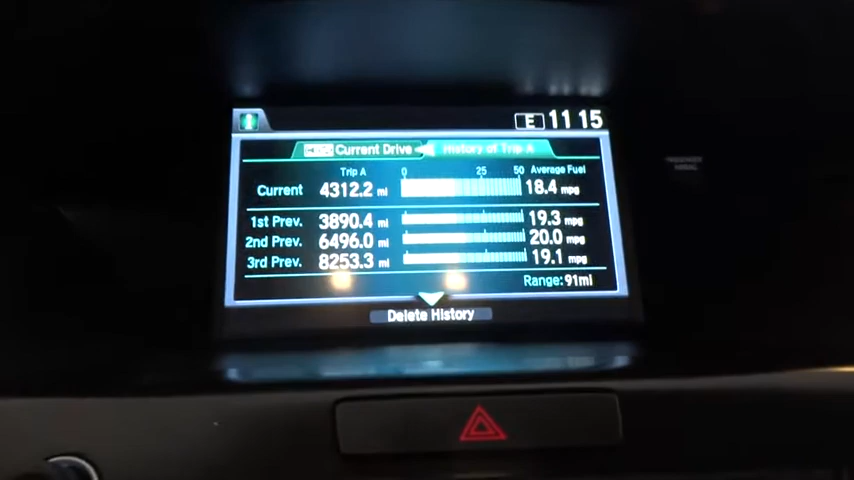 E 11 15
Current Drive History of Trip A
Trip A 0 25 50 Average Fuel
Current 4312.2 mi 18.4 mpg
1st Prev. 3890.4 mi 19.3 mpg
2nd Prev. 6496.0 mi 20.0 mpg
3rd Prev. 8253.3 mi 19.1 mpg
Range: 91mi
Delete History